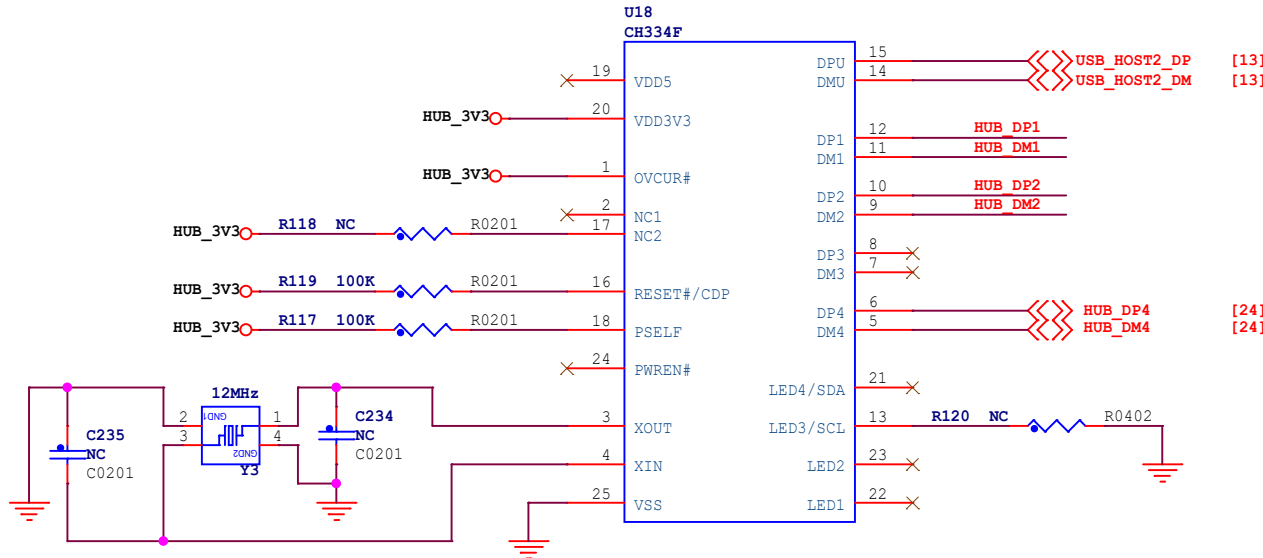 U18
CH334F
19 VDD5 DPU 15 USB_HOST2_DP [13]
DMU 14 USB_HOST2_DM [13]
HUB_3V3 20 VDD3V3
DP1 12 HUB_DP1
DM1 11 HUB_DM1
HUB_3V3 1 OVCUR#
DP2 10 HUB_DP2
2 NC1 DM2 9 HUB_DM2
HUB_3V3 R118 NC R0201 17 NC2
DP3 8
DM3 7
HUB_3V3 R119 100K R0201 16 RESET#/CDP
DP4 6 HUB_DP4 [24]
HUB_3V3 R117 100K R0201 18 PSELF DM4 5 HUB_DM4 [24]
24 PWREN#
LED4/SDA 21
12MHz
2 GND1 1 C234 3 XOUT LED3/SCL 13 R120 NC R0402
C235 3 GND2 4 NC
NC C0201
C0201 Y3 4 XIN LED2 23
25 VSS LED1 22